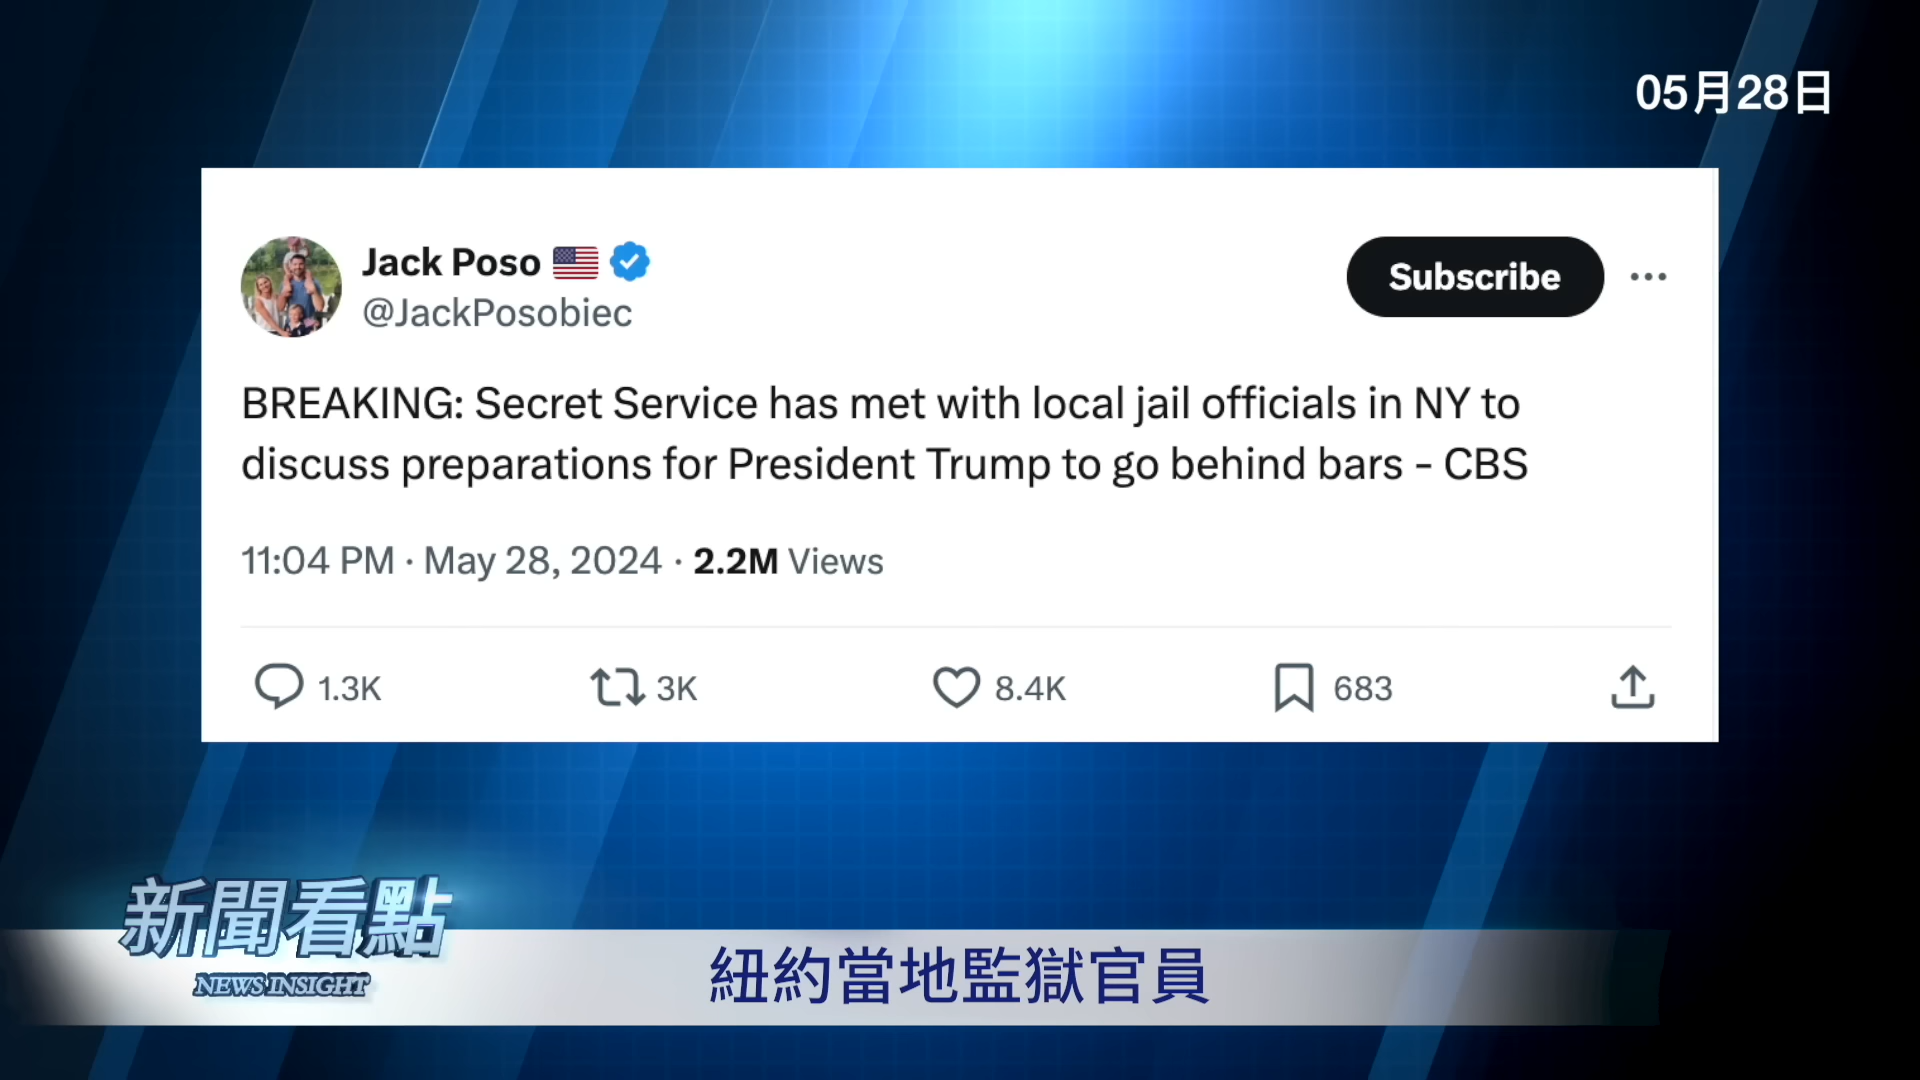 05月28日
Jack Poso
@JackPosobiec
Subscribe
BREAKING: Secret Service has met with local jail officials in NY to
discuss preparations for President Trump to go behind bars - CBS
11:04 PM · May 28, 2024 · 2.2M Views
1.3K 3K 8.4K 683
新聞看點
NEWS INSIGHT
紐約當地監獄官員